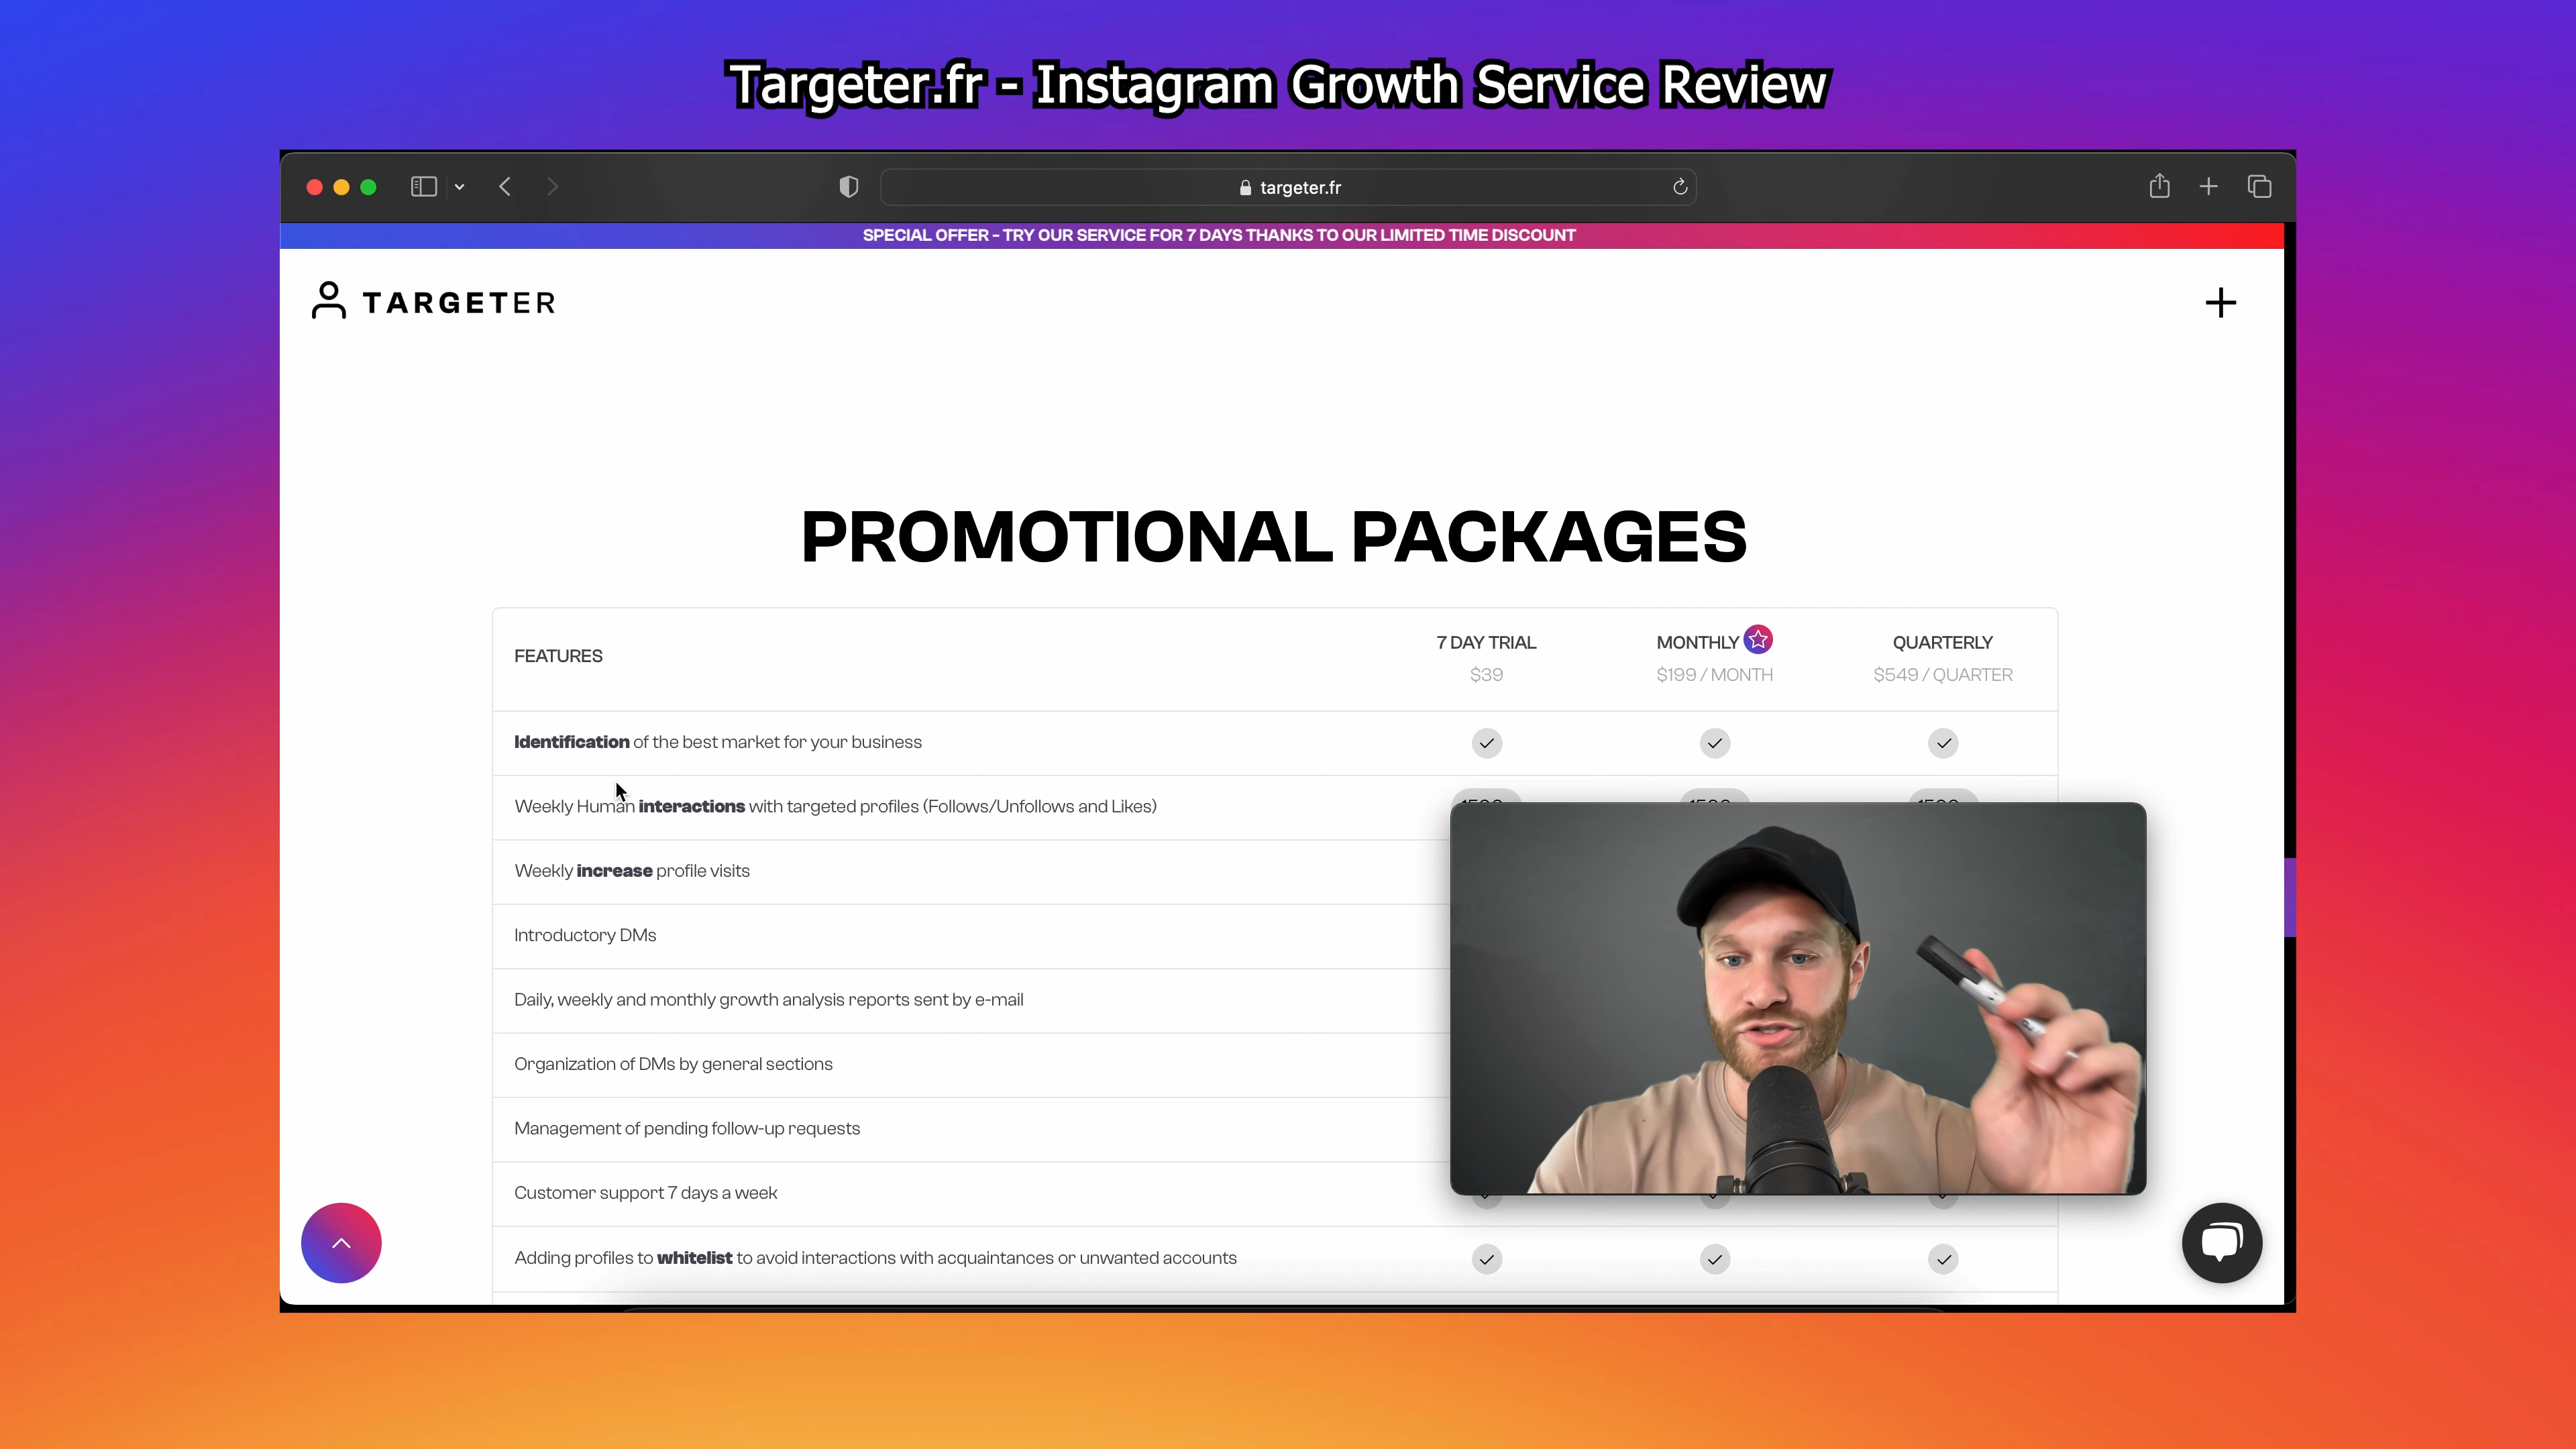 Targeter.fr - Instagram Growth Service Review
targeter.fr
SPECIAL OFFER - TRY OUR SERVICE FOR 7 DAYS THANKS TO OUR LIMITED TIME DISCOUNT
TARGETER
PROMOTIONAL PACKAGES
FEATURES
7 DAY TRIAL
MONTHLY
QUARTERLY
$39
$199 / MONTH
$549 / QUARTER
Identification of the best market for your business
Weekly Human interactions with targeted profiles (Follows/Unfollows and Likes)
Weekly increase profile visits
Introductory DMs
Daily, weekly and monthly growth analysis reports sent by e-mail
Organization of DMs by general sections
Management of pending follow-up requests
Customer support 7 days a week
Adding profiles to whitelist to avoid interactions with acquaintances or unwanted accounts